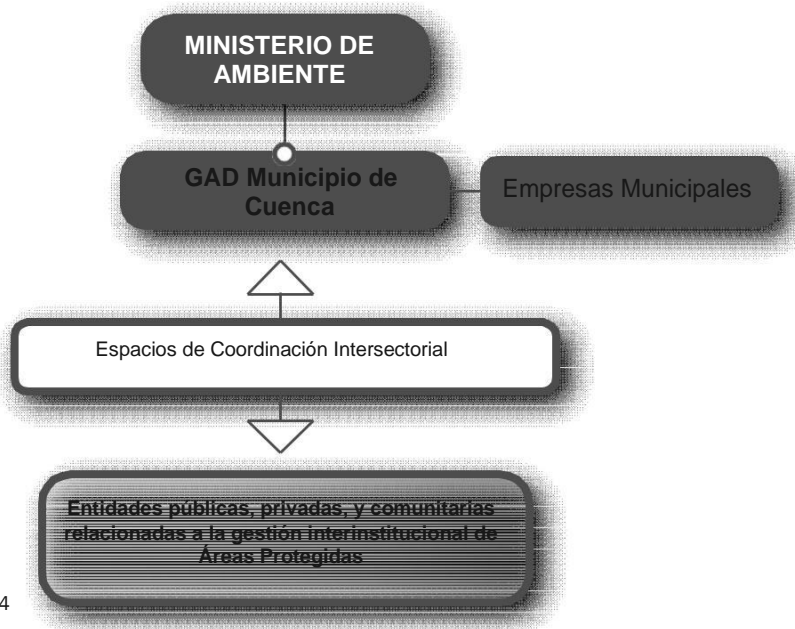 MINISTERIO DE
AMBIENTE
GAD Municipio de
Cuenca
Empresas Municipales
Espacios de Coordinación Intersectorial
Entidades públicas, privadas, y comunitarias
relacionadas a la gestión interinstitucional de
Áreas Protegidas
4